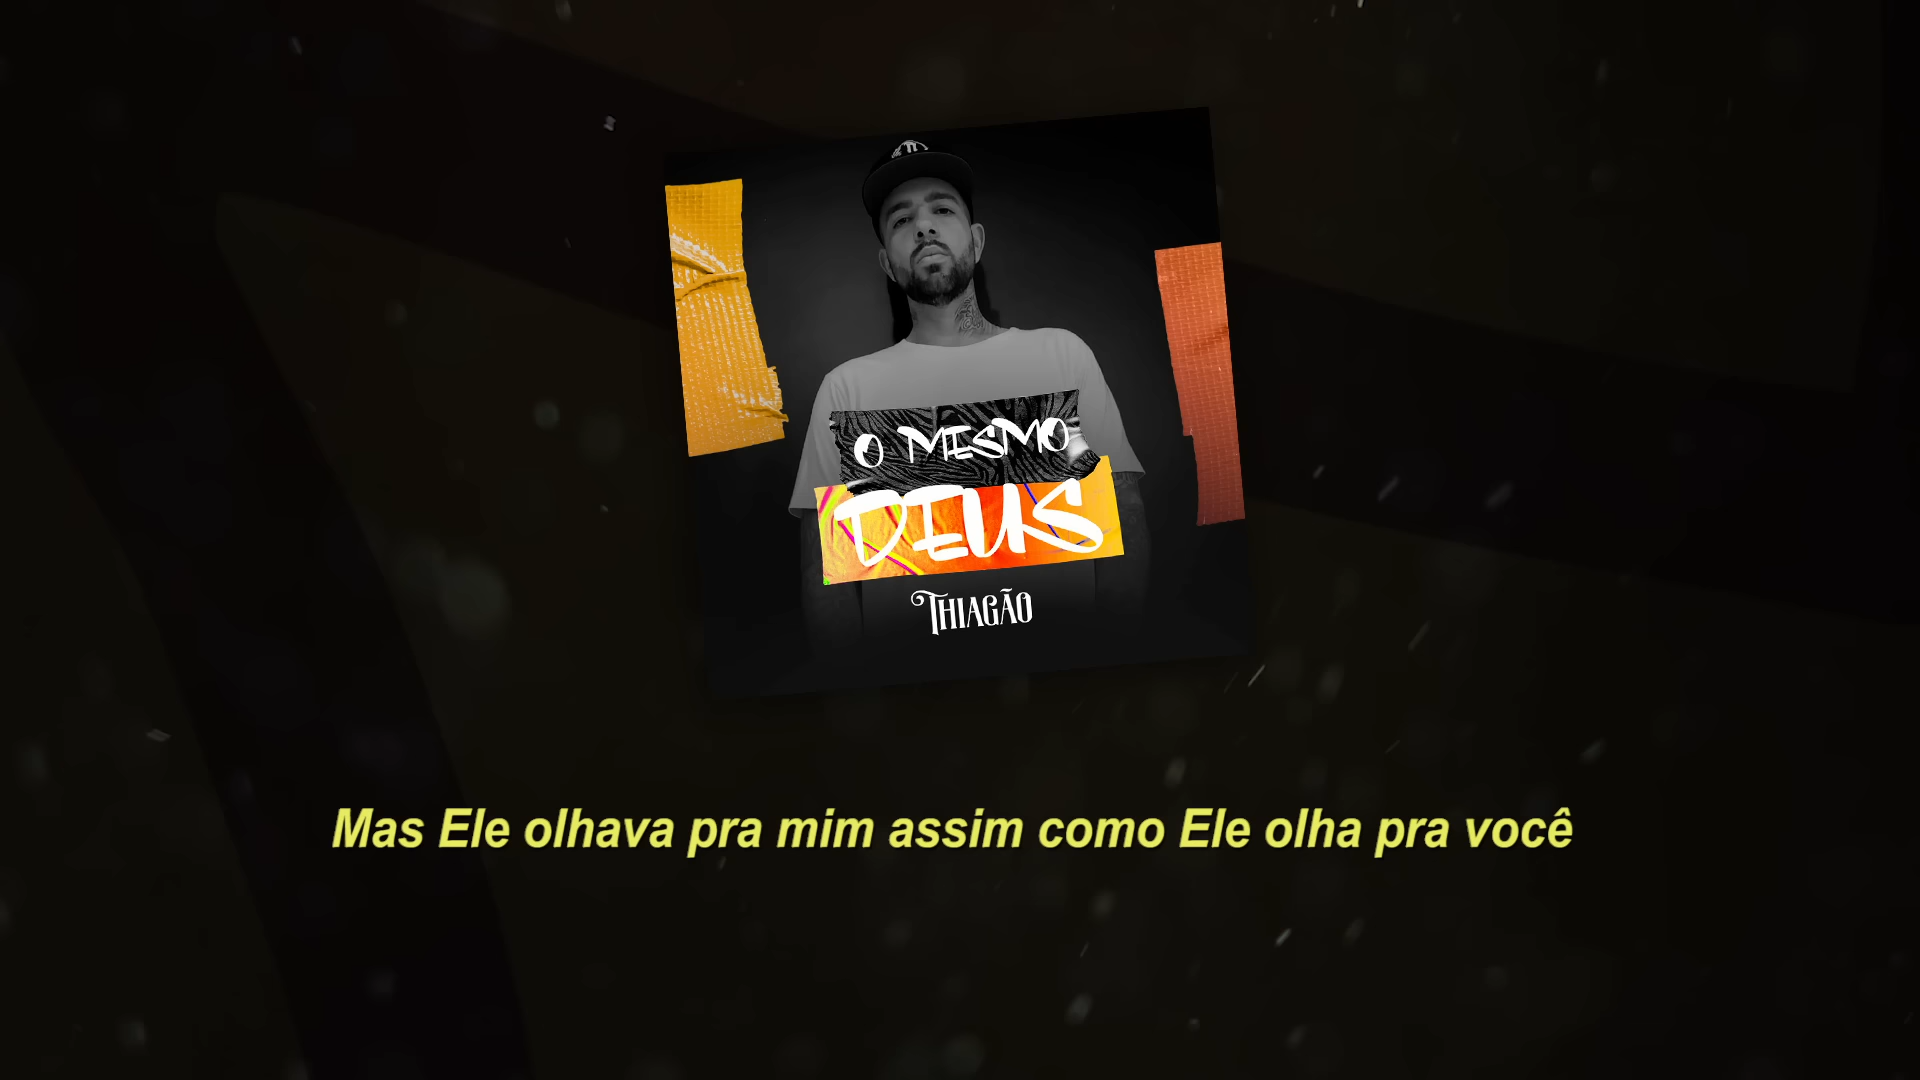 O MESMO
DEUS
THIAGÃO
Mas Ele olhava pra mim assim como Ele olha pra você